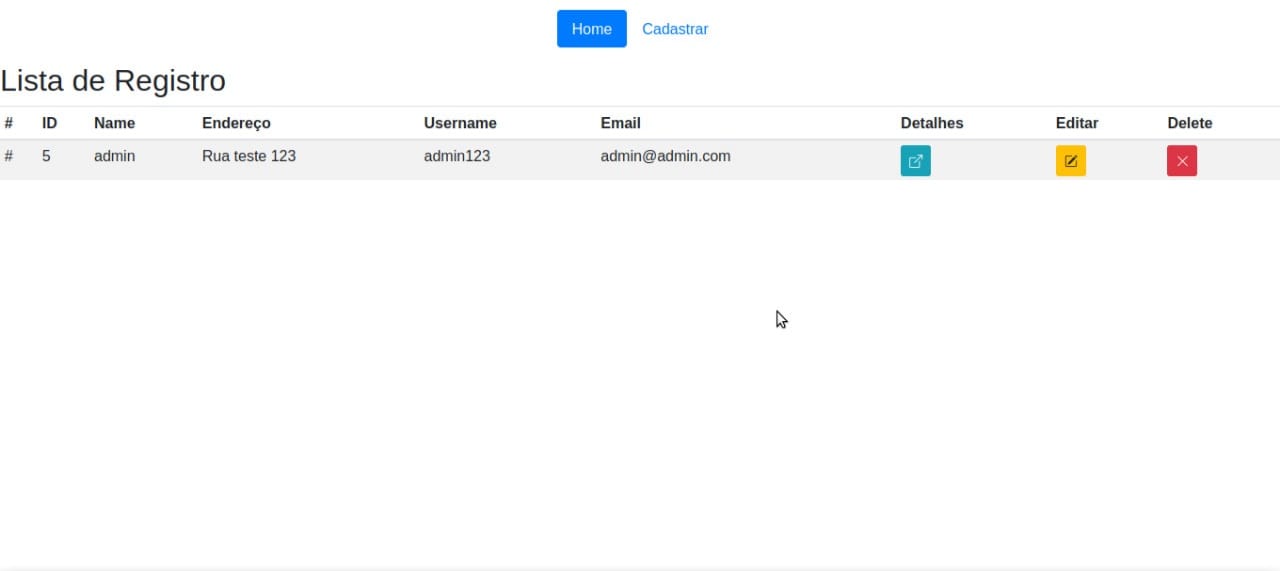 Home Cadastrar
Lista de Registro
# ID Name Endereço Username Email Detalhes Editar Delete
# 5 admin Rua teste 123 admin123 admin@admin.com